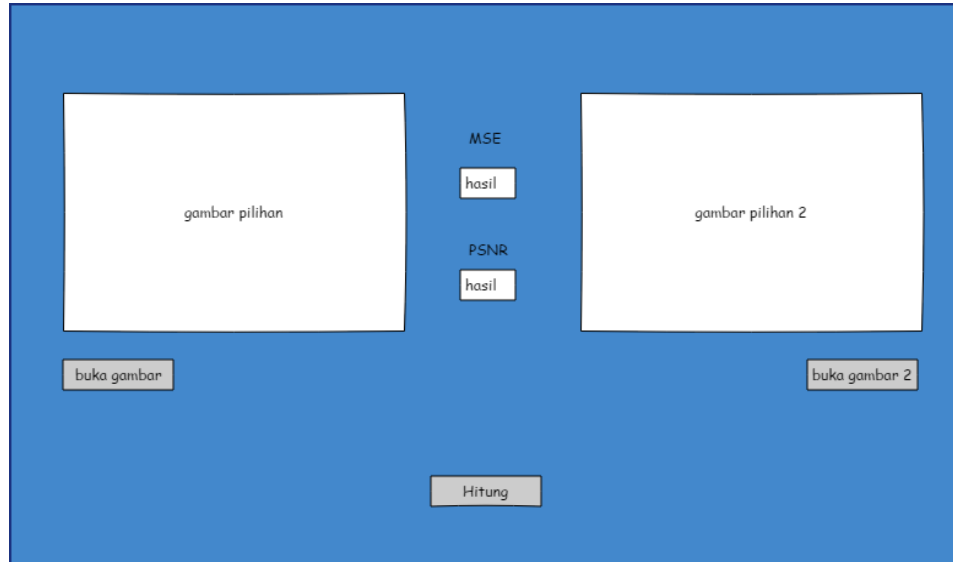 MSE
hasil
gambar pilihan
gambar pilihan 2
PSNR
hasil
buka gambar
buka gambar 2
Hitung